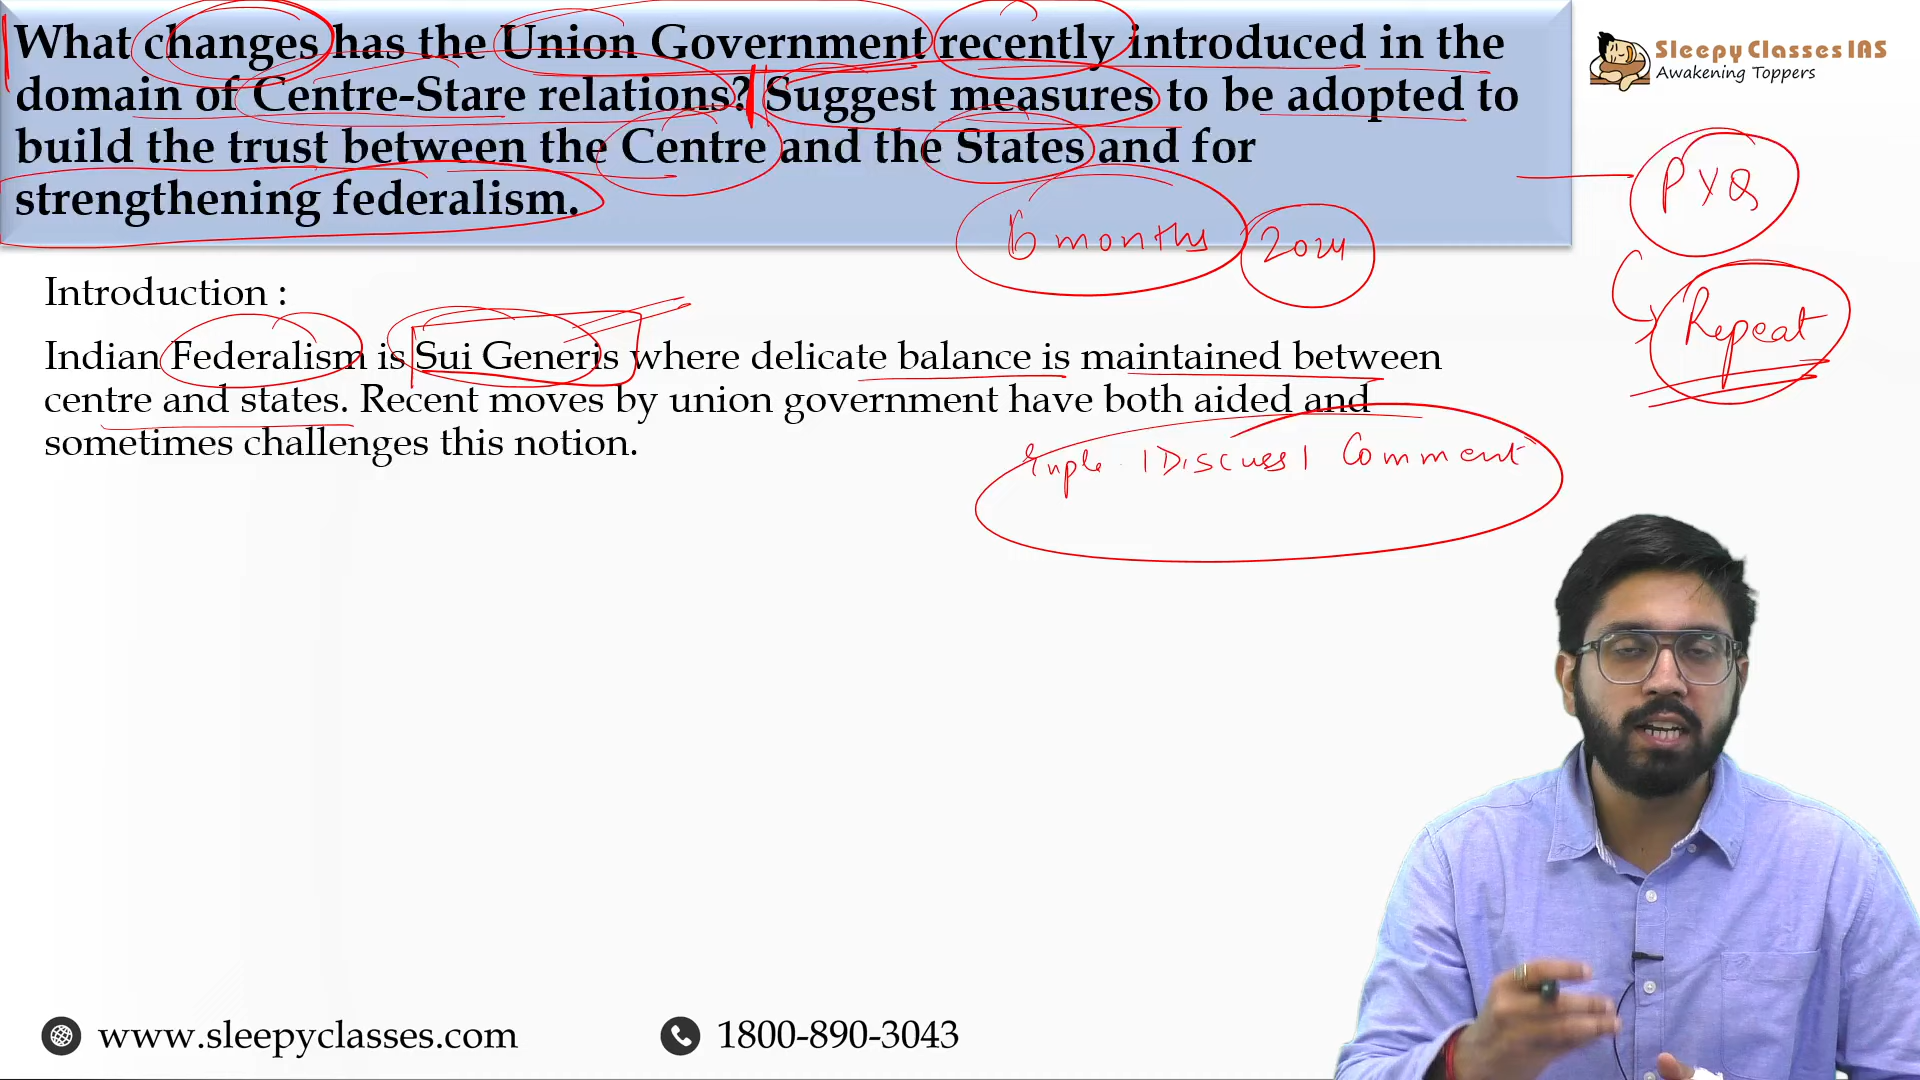 What changes has the Union Government recently introduced in the
domain of Centre-Stare relations? Suggest measures to be adopted to
build the trust between the Centre and the States and for
strengthening federalism.
Sleepy Classes IAS
Awakening Toppers
PYQ
6 months
2024
Repeat
Introduction :
Indian Federalism is Sui Generis where delicate balance is maintained between
centre and states. Recent moves by union government have both aided and
sometimes challenges this notion.
| Discuss | Comment
www.sleepyclasses.com
1800-890-3043